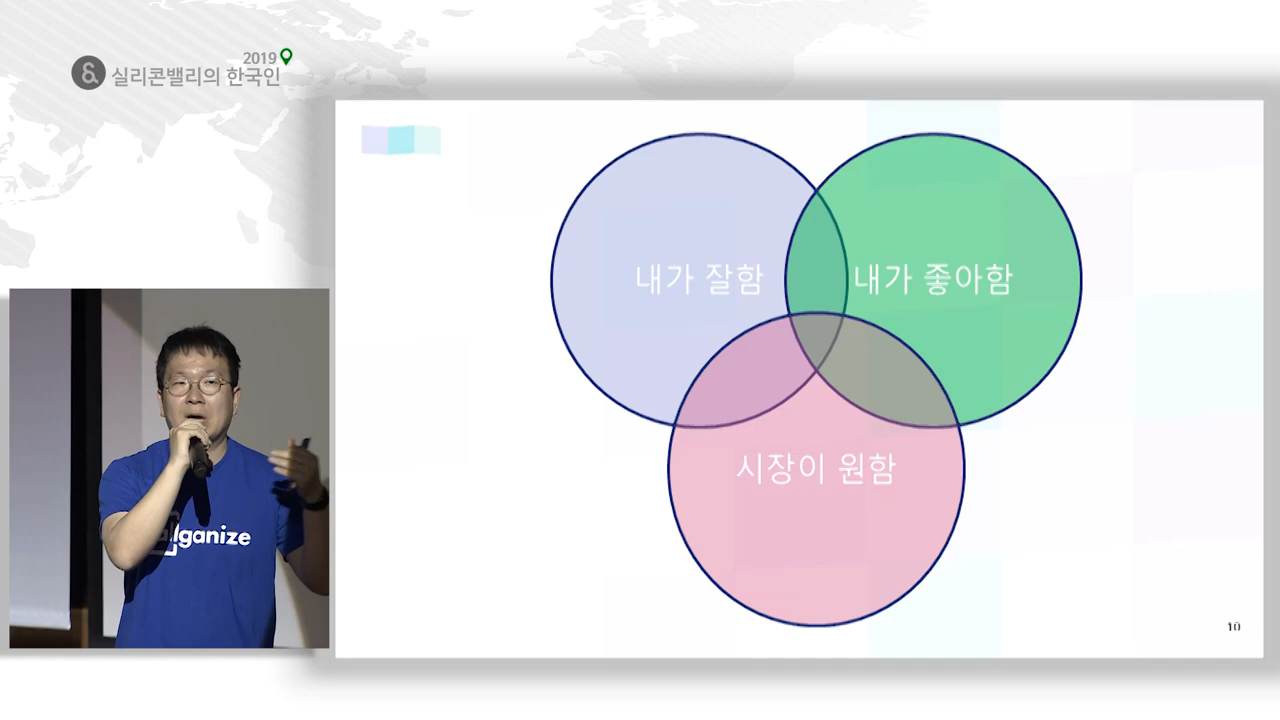 2019
& 실리콘밸리의 한국인
내가 잘함
내가 좋아함
시장이 원함
10
alganize